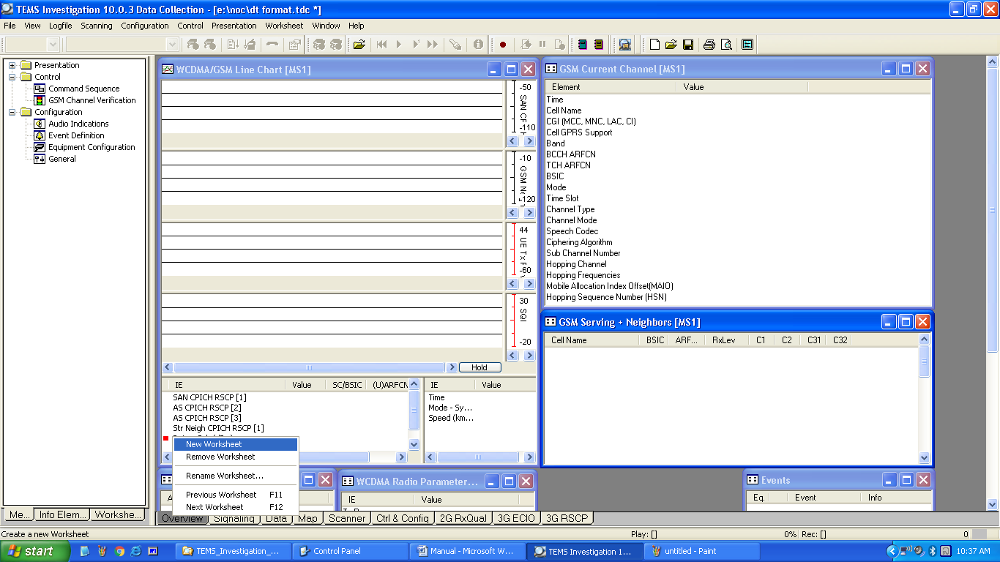 TEMS Investigation 10.0.3 Data Collection - [e:\noc\dt format.tdc *]
File View Logfile Scanning Configuration Control Presentation Worksheet Window Help
Presentation
Control
Command Sequence
GSM Channel Verification
Configuration
Audio Indications
Event Definition
Equipment Configuration
General
Me... Info Elem... Workshe...
WCDMA/GSM Line Chart [MS1]
-50
SAN CP
-110
-10
GSM Ne
-120
44
UE Tx P
-60
30
SQI
-20
Hold
IE Value SC/BSIC (U)ARFCN
SAN CPICH RSCP [1]
AS CPICH RSCP [2]
AS CPICH RSCP [3]
Str Neigh CPICH RSCP [1]
IE Value
Time
Mode - Sy...
Speed (km...
New Worksheet
Remove Worksheet
Rename Worksheet...
Previous Worksheet F11
Next Worksheet F12
WCDMA Radio Parameter...
IE Value
GSM Current Channel [MS1]
Element Value
Time
Cell Name
CGI (MCC, MNC, LAC, CI)
Cell GPRS Support
Band
BCCH ARFCN
TCH ARFCN
BSIC
Mode
Time Slot
Channel Type
Channel Mode
Speech Codec
Ciphering Algorithm
Sub Channel Number
Hopping Channel
Hopping Frequencies
Mobile Allocation Index Offset(MAIO)
Hopping Sequence Number (HSN)
GSM Serving + Neighbors [MS1]
Cell Name BSIC ARF... RxLev C1 C2 C31 C32
Events
Eq. Event Info
Overview Signaling Data Map Scanner Ctrl & Config 2G RxQual 3G ECIO 3G RSCP
Create a new Worksheet Play: [] 0% Rec: [] 0
start TEMS_Investigation_... Control Panel Manual - Microsoft W... TEMS Investigation 1... untitled - Paint 10:37 AM